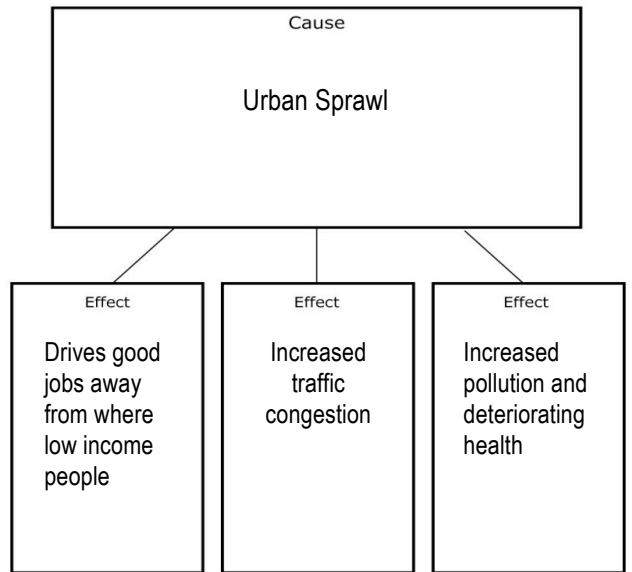 Cause
Urban Sprawl
Effect
Drives good
jobs away
from where
low income
people
Effect
Increased
traffic
congestion
Effect
Increased
pollution and
deteriorating
health